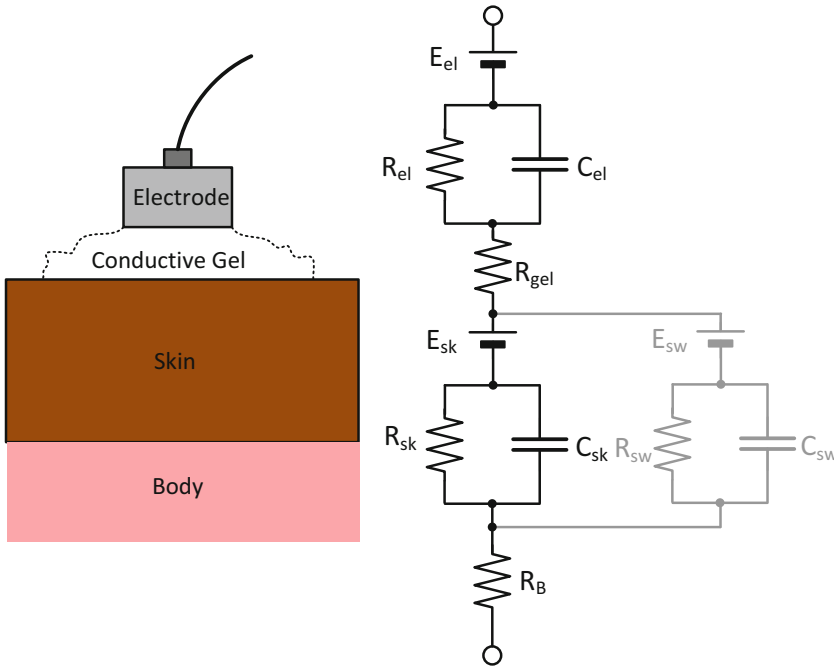 Electrode
Conductive Gel
Skin
Body
E_el
R_el
C_el
R_gel
E_sk
E_sw
R_sk
C_sk
R_sw
C_sw
R_B